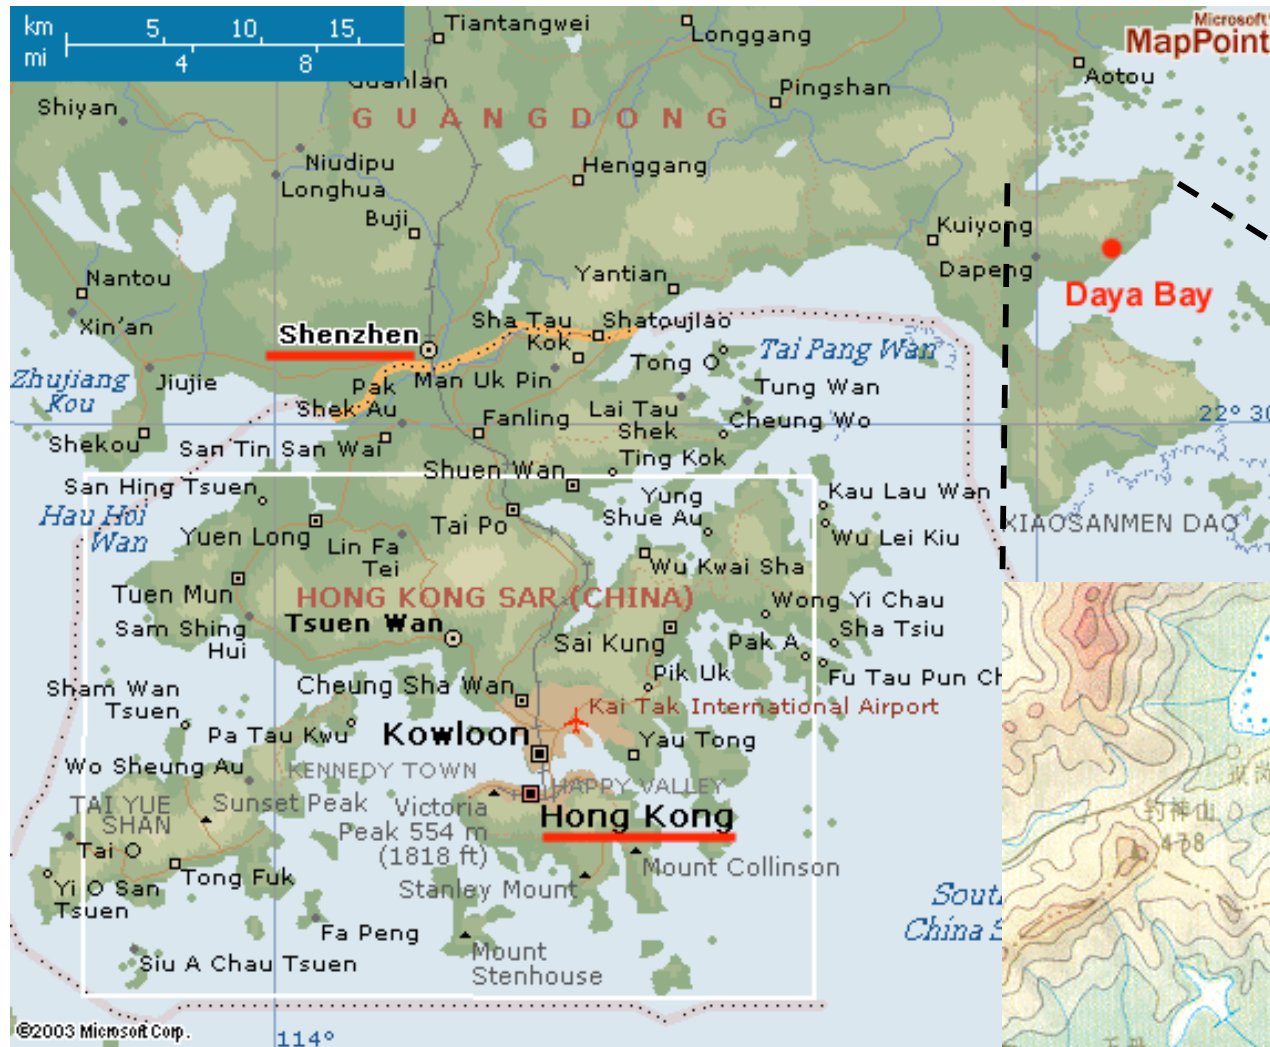 km 5, 10, 15,
mi 4 8
Microsoft®
MapPoint
Tiantangwei
Longgang
Aotou
Guanlan
Pingshan
Shiyan
GUANGDONG
Niudipu
Longhua
Henggang
Buji
Kuiyong
Nantou
Yantian
Dapeng
Daya Bay
Xin'an
Shenzhen
Sha Tau
Kok
Shatoujlao
Tong O
Tai Pang Wan
Zhujiang
Kou
Jiujie
Pak
Shek Au
Man Uk Pin
Tung Wan
Lai Tau
Shek
Cheung Wo
22° 30
Shekou
San Tin
San Wai
Fanling
Shuen Wan
Ting Kok
San Hing Tsuen
Yung
Shue Au
Kau Lau Wan
Hau Hoi
Wan
Yuen Long
Lin Fa
Tei
Tai Po
Wu Lei Kiu
XIAOSANMEN DAO
Wu Kwai Sha
Tuen Mun
HONG KONG SAR (CHINA)
Wong Yi Chau
Sam Shing
Hui
Tsuen Wan
Sai Kung
Pak A
Sha Tsiu
Sham Wan
Tsuen
Cheung Sha Wan
Pik Uk
Fu Tau Pun Ch
Kai Tak International Airport
Pa Tau Kwu
Kowloon
Yau Tong
Wo Sheung Au
KENNEDY TOWN
HAPPY VALLEY
TAI YUE
SHAN
Sunset Peak
Victoria
Peak 554 m
(1818 ft)
Hong Kong
钓神山
438
Tai O
Tong Fuk
Mount Collinson
Yi O San
Tsuen
Stanley Mount
South
China S
Fa Peng
Siu A Chau Tsuen
Mount
Stenhouse
©2003 Microsoft Corp.
114°